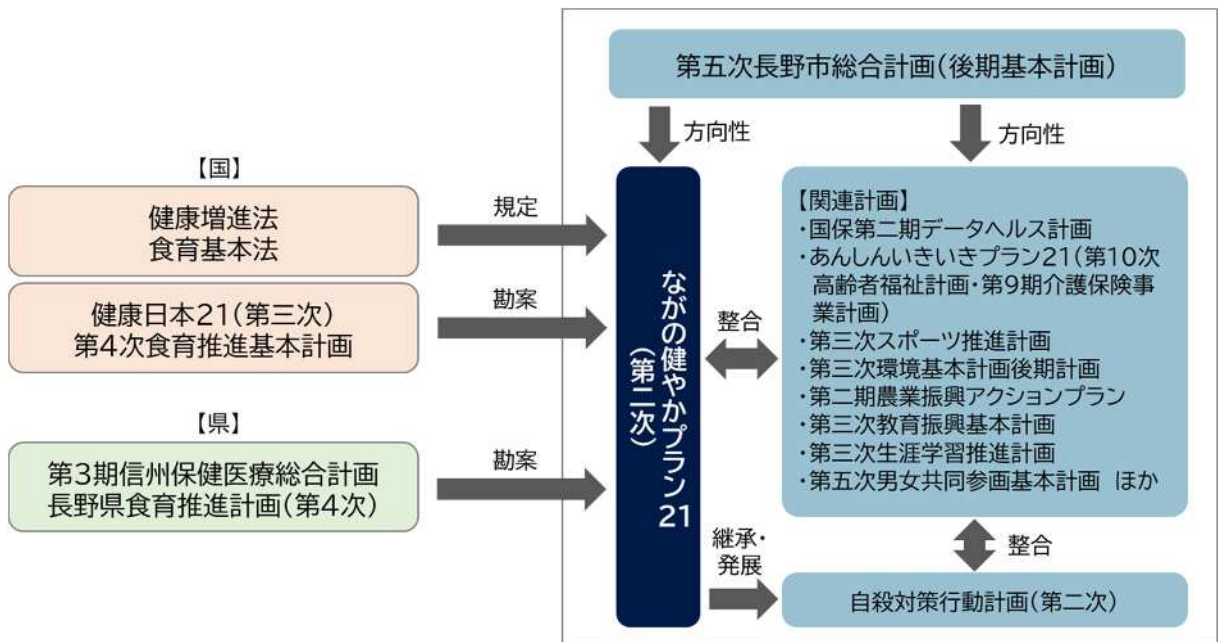 第五次長野市総合計画(後期基本計画)
方向性
方向性
【国】
健康増進法
食育基本法
規定
健康日本21(第三次)
第4次食育推進基本計画
勘案
【県】
第3期信州保健医療総合計画
長野県食育推進計画(第4次)
勘案
ながの健やかプラン21
(第二次)
整合
【関連計画】
・国保第二期データヘルス計画
・あんしんいきいきプラン21(第10次
高齢者福祉計画・第9期介護保険事
業計画)
・第三次スポーツ推進計画
・第三次環境基本計画後期計画
・第二期農業振興アクションプラン
・第三次教育振興基本計画
・第三次生涯学習推進計画
・第五次男女共同参画基本計画 ほか
継承・
発展
整合
自殺対策行動計画(第二次)